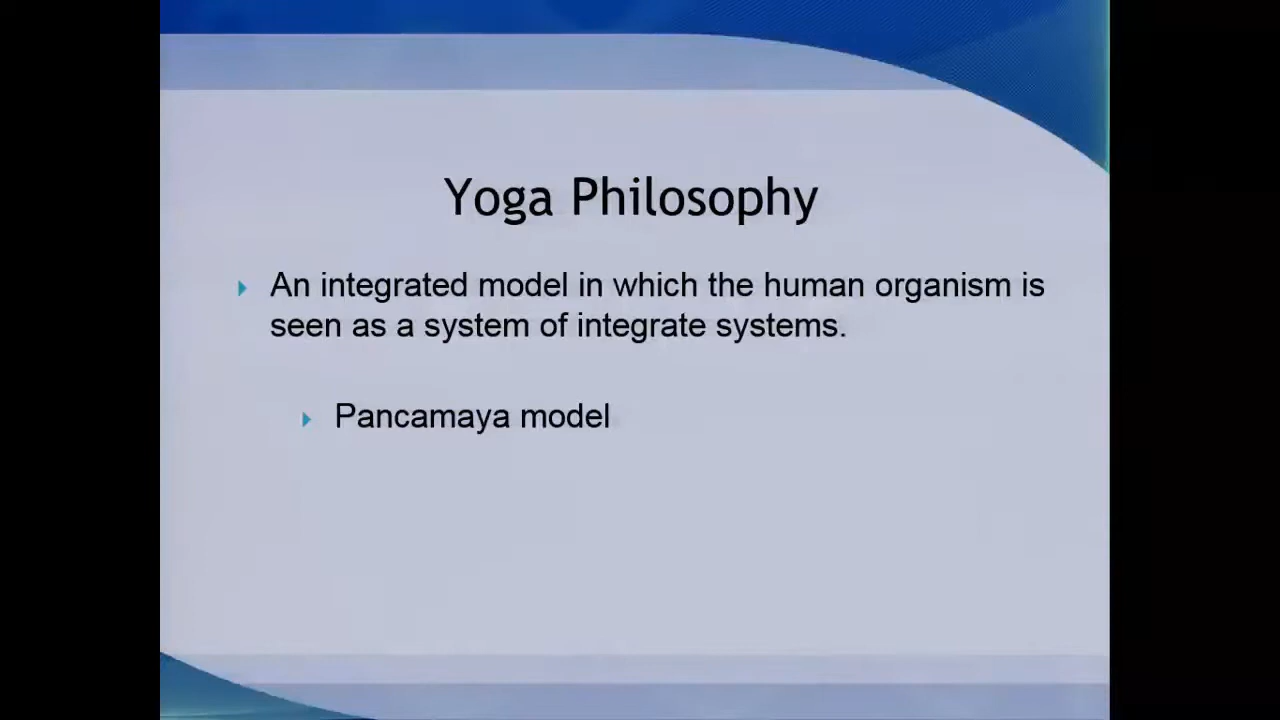 Yoga Philosophy
An integrated model in which the human organism is
seen as a system of integrate systems.
Pancamaya model